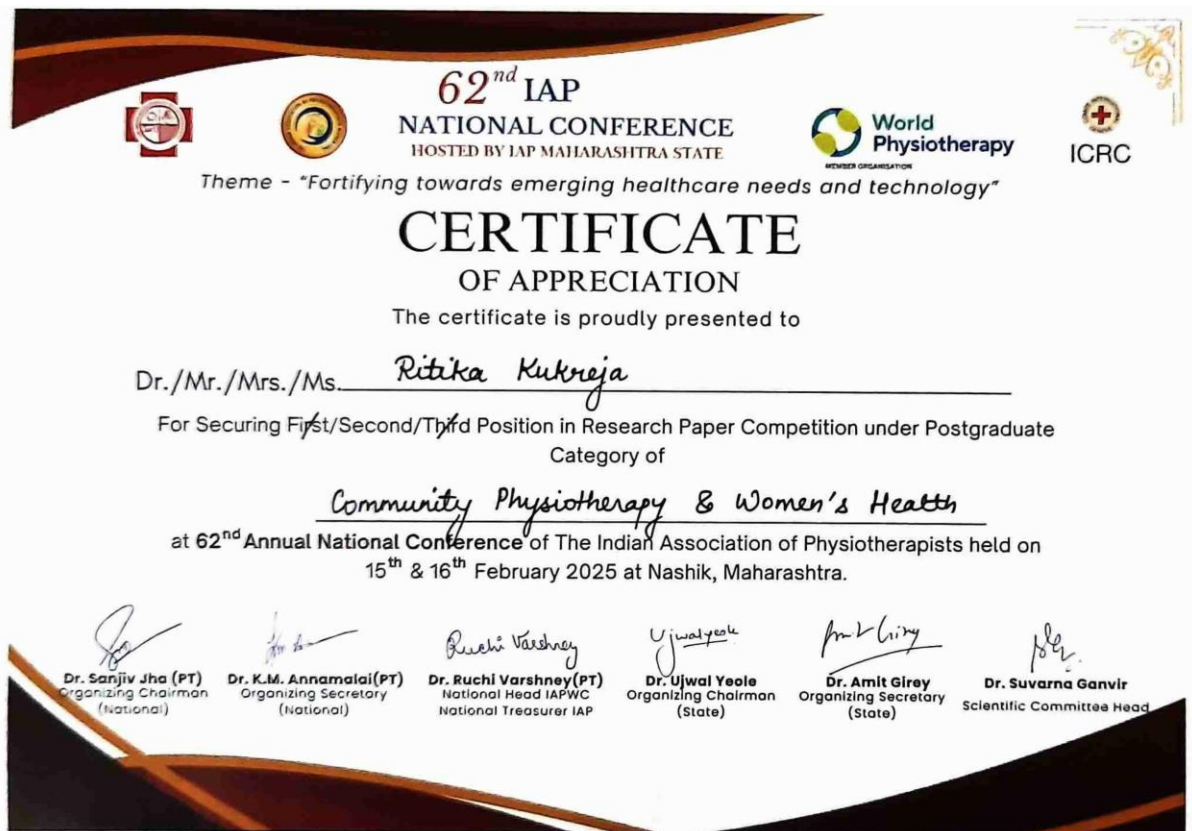 62nd IAP
NATIONAL CONFERENCE
HOSTED BY IAP MAHARASHTRA STATE
World
Physiotherapy
MEMBER ORGANISATION
ICRC
Theme - "Fortifying towards emerging healthcare needs and technology"
CERTIFICATE
OF APPRECIATION
The certificate is proudly presented to
Dr./Mr./Mrs./Ms. Ritika Kukreja
For Securing First/Second/Third Position in Research Paper Competition under Postgraduate
Category of
Community Physiotherapy & Women's Health
at 62nd Annual National Conference of The Indian Association of Physiotherapists held on
15th & 16th February 2025 at Nashik, Maharashtra.
Ruchi Varshney
Ujwalyeole
Amit Girey
Dr. Sanjiv Jha (PT)
Organizing Chairman
(National)
Dr. K.M. Annamalai(PT)
Organizing Secretary
(National)
Dr. Ruchi Varshney(PT)
National Head IAPWC
National Treasurer IAP
Dr. Ujwal Yeole
Organizing Chairman
(State)
Dr. Amit Girey
Organizing Secretary
(State)
Dr. Suvarna Ganvir
Scientific Committee Head